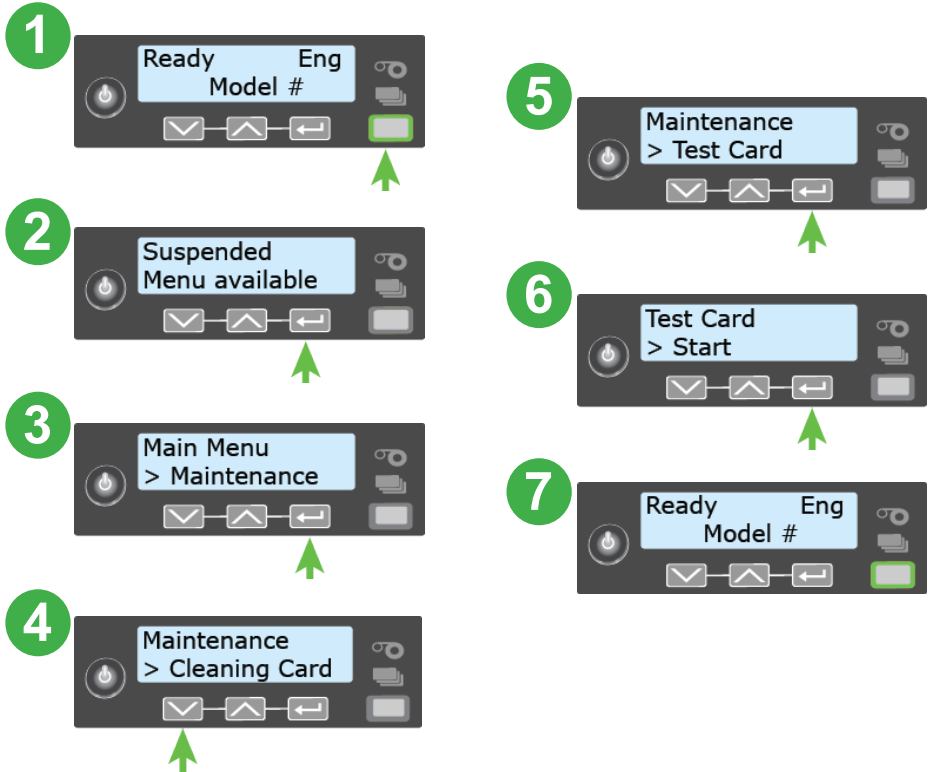 1
Ready Eng
Model #
2
Suspended
Menu available
3
Main Menu
> Maintenance
4
Maintenance
> Cleaning Card
5
Maintenance
> Test Card
6
Test Card
> Start
7
Ready Eng
Model #